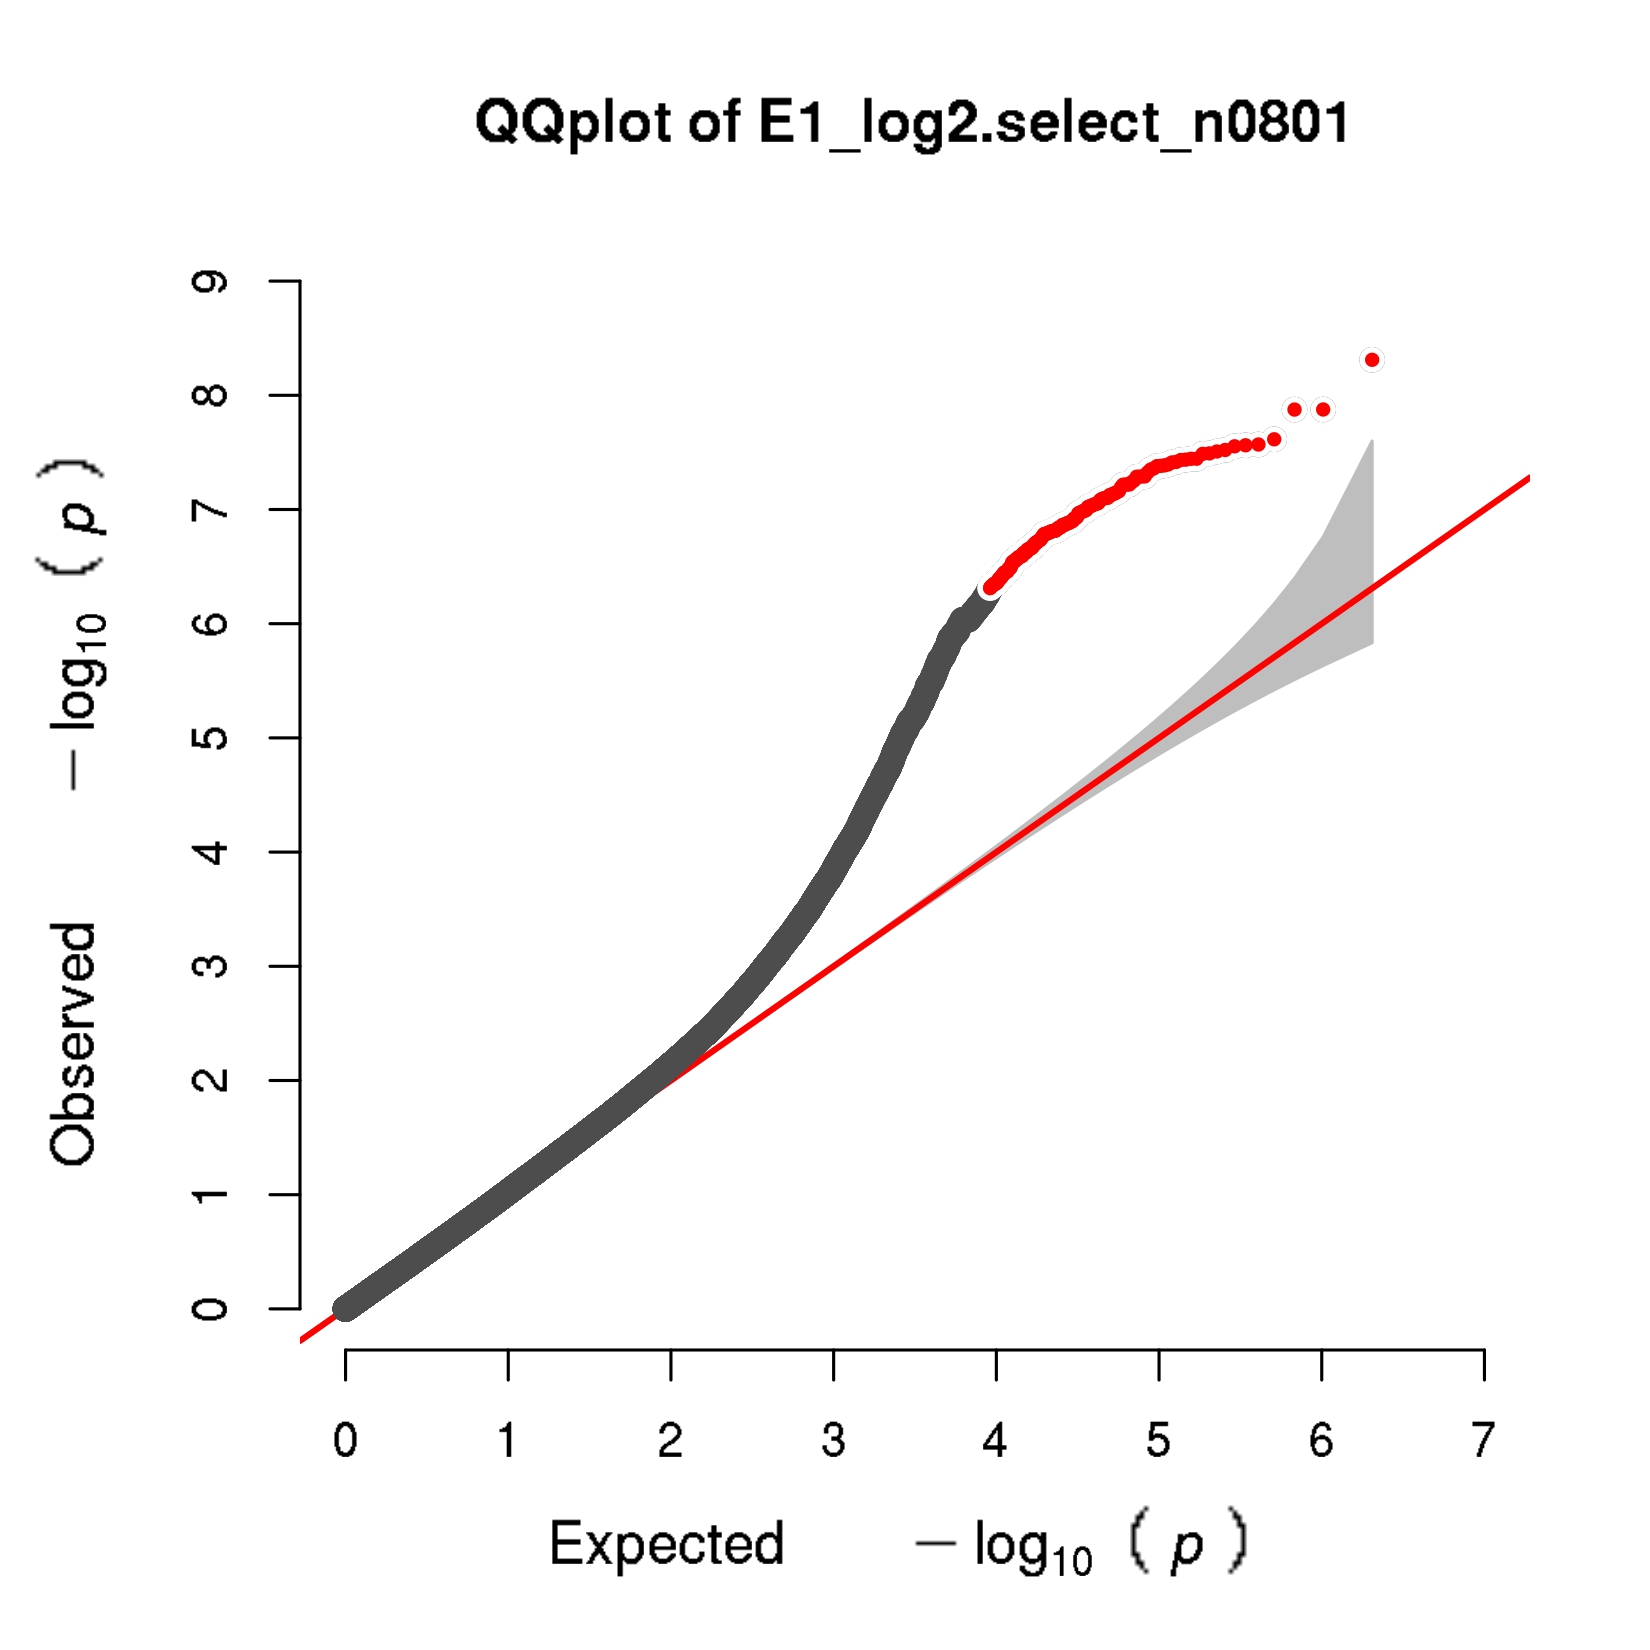 QQplot of E1_log2.select_n0801
Observed − log10 ( p )
9
8
7
6
5
4
3
2
1
0
0 1 2 3 4 5 6 7
Expected − log10 ( p )